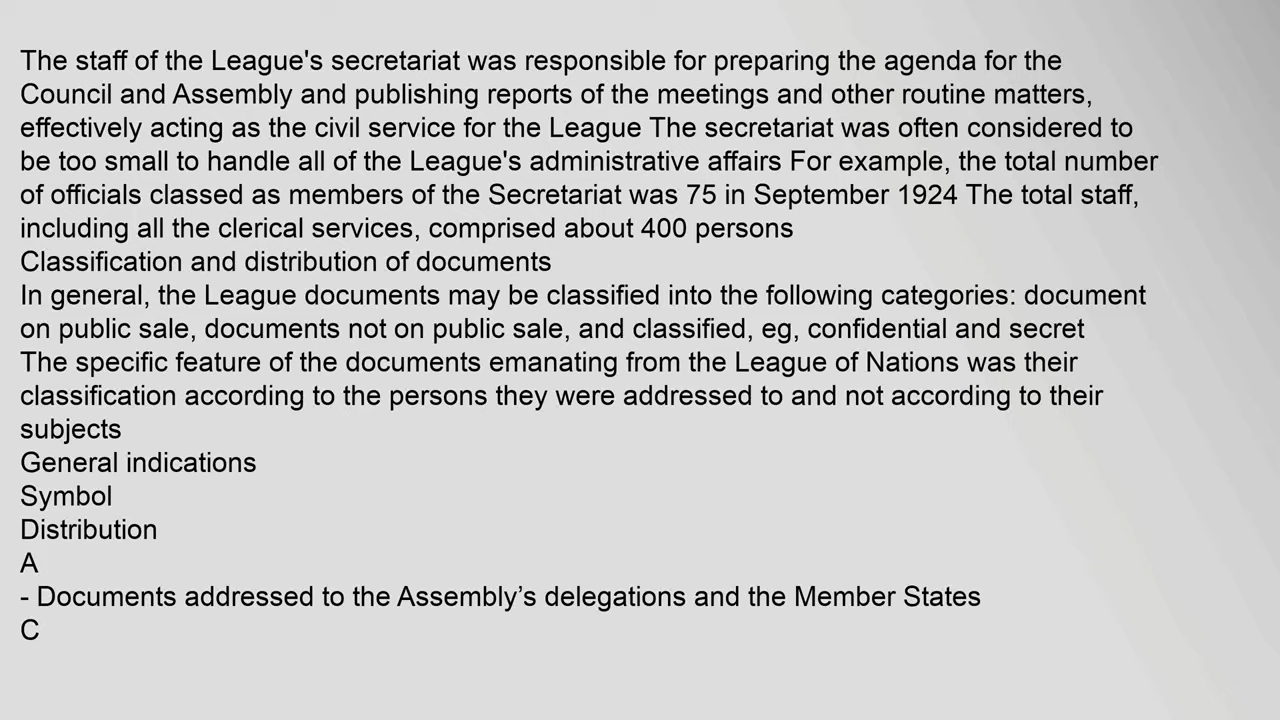 The staff of the League's secretariat was responsible for preparing the agenda for the
Council and Assembly and publishing reports of the meetings and other routine matters,
effectively acting as the civil service for the League The secretariat was often considered to
be too small to handle all of the League's administrative affairs For example, the total number
of officials classed as members of the Secretariat was 75 in September 1924 The total staff,
including all the clerical services, comprised about 400 persons
Classification and distribution of documents
In general, the League documents may be classified into the following categories: document
on public sale, documents not on public sale, and classified, eg, confidential and secret
The specific feature of the documents emanating from the League of Nations was their
classification according to the persons they were addressed to and not according to their
subjects
General indications
Symbol
Distribution
A
- Documents addressed to the Assembly’s delegations and the Member States
C